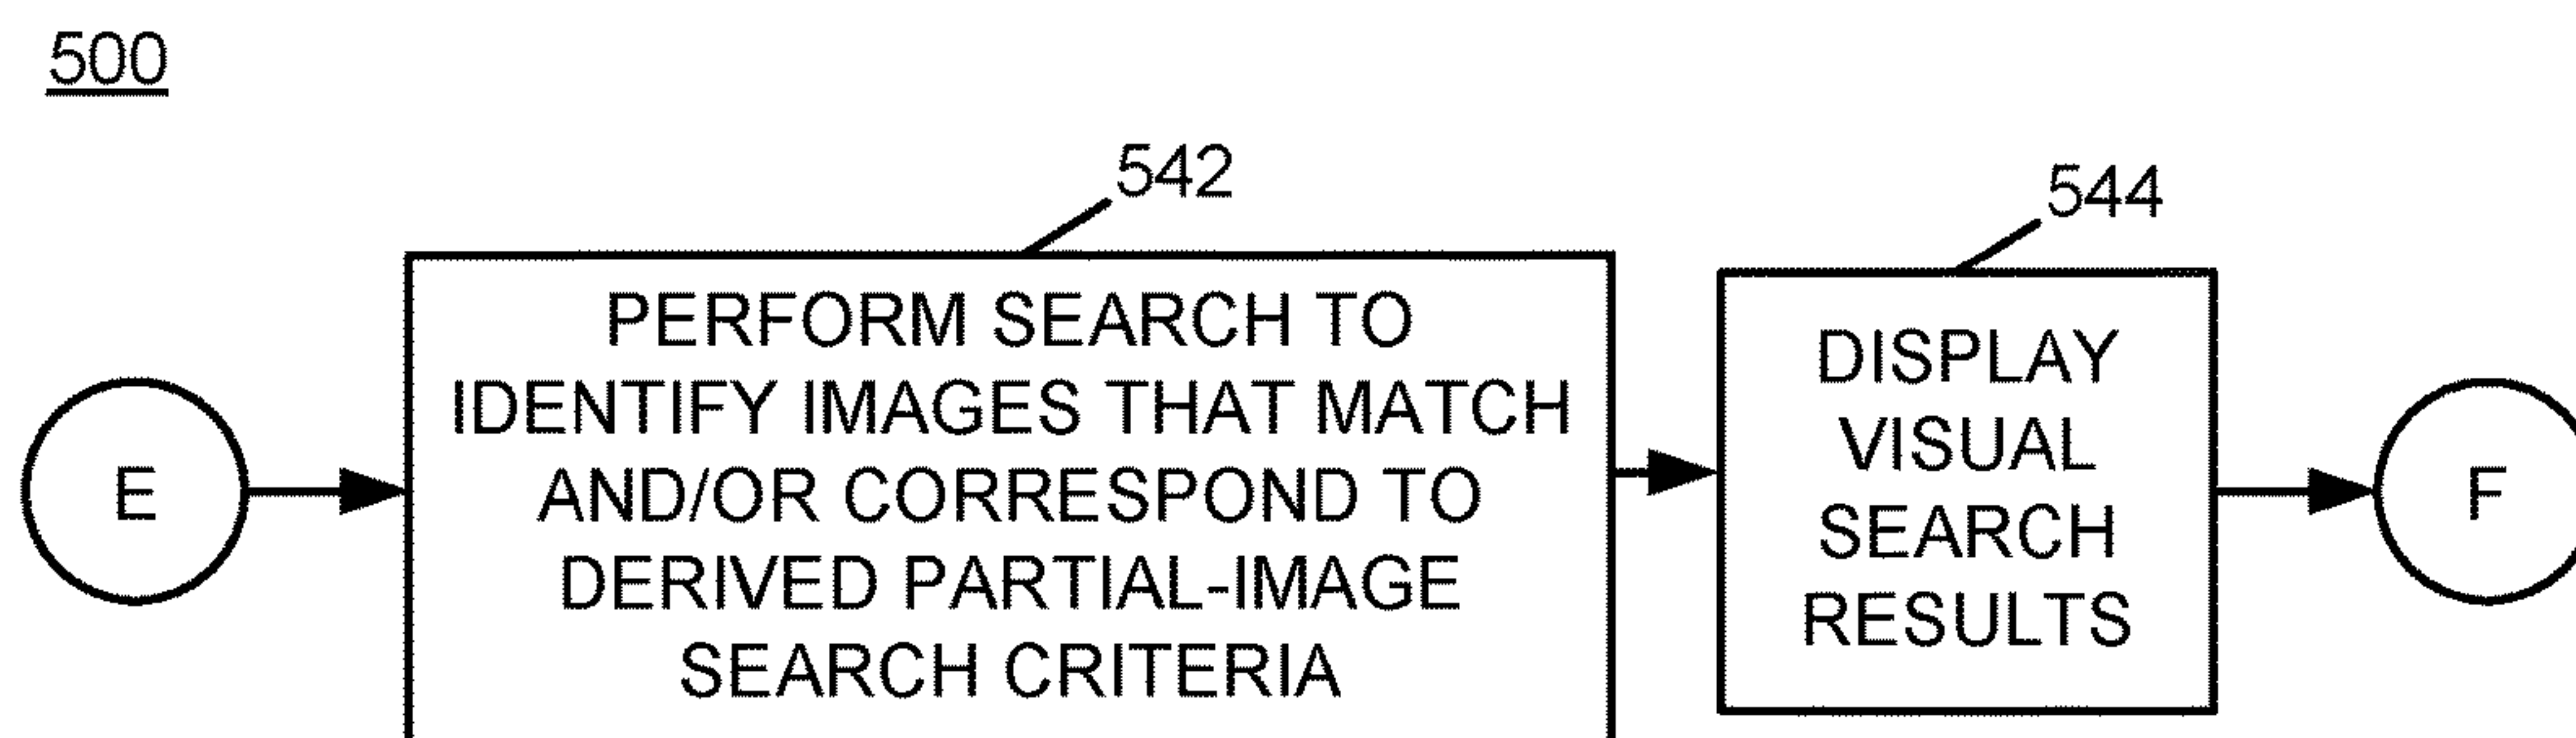 500
542
544
E
PERFORM SEARCH TO
IDENTIFY IMAGES THAT MATCH
AND/OR CORRESPOND TO
DERIVED PARTIAL-IMAGE
SEARCH CRITERIA
DISPLAY
VISUAL
SEARCH
RESULTS
F